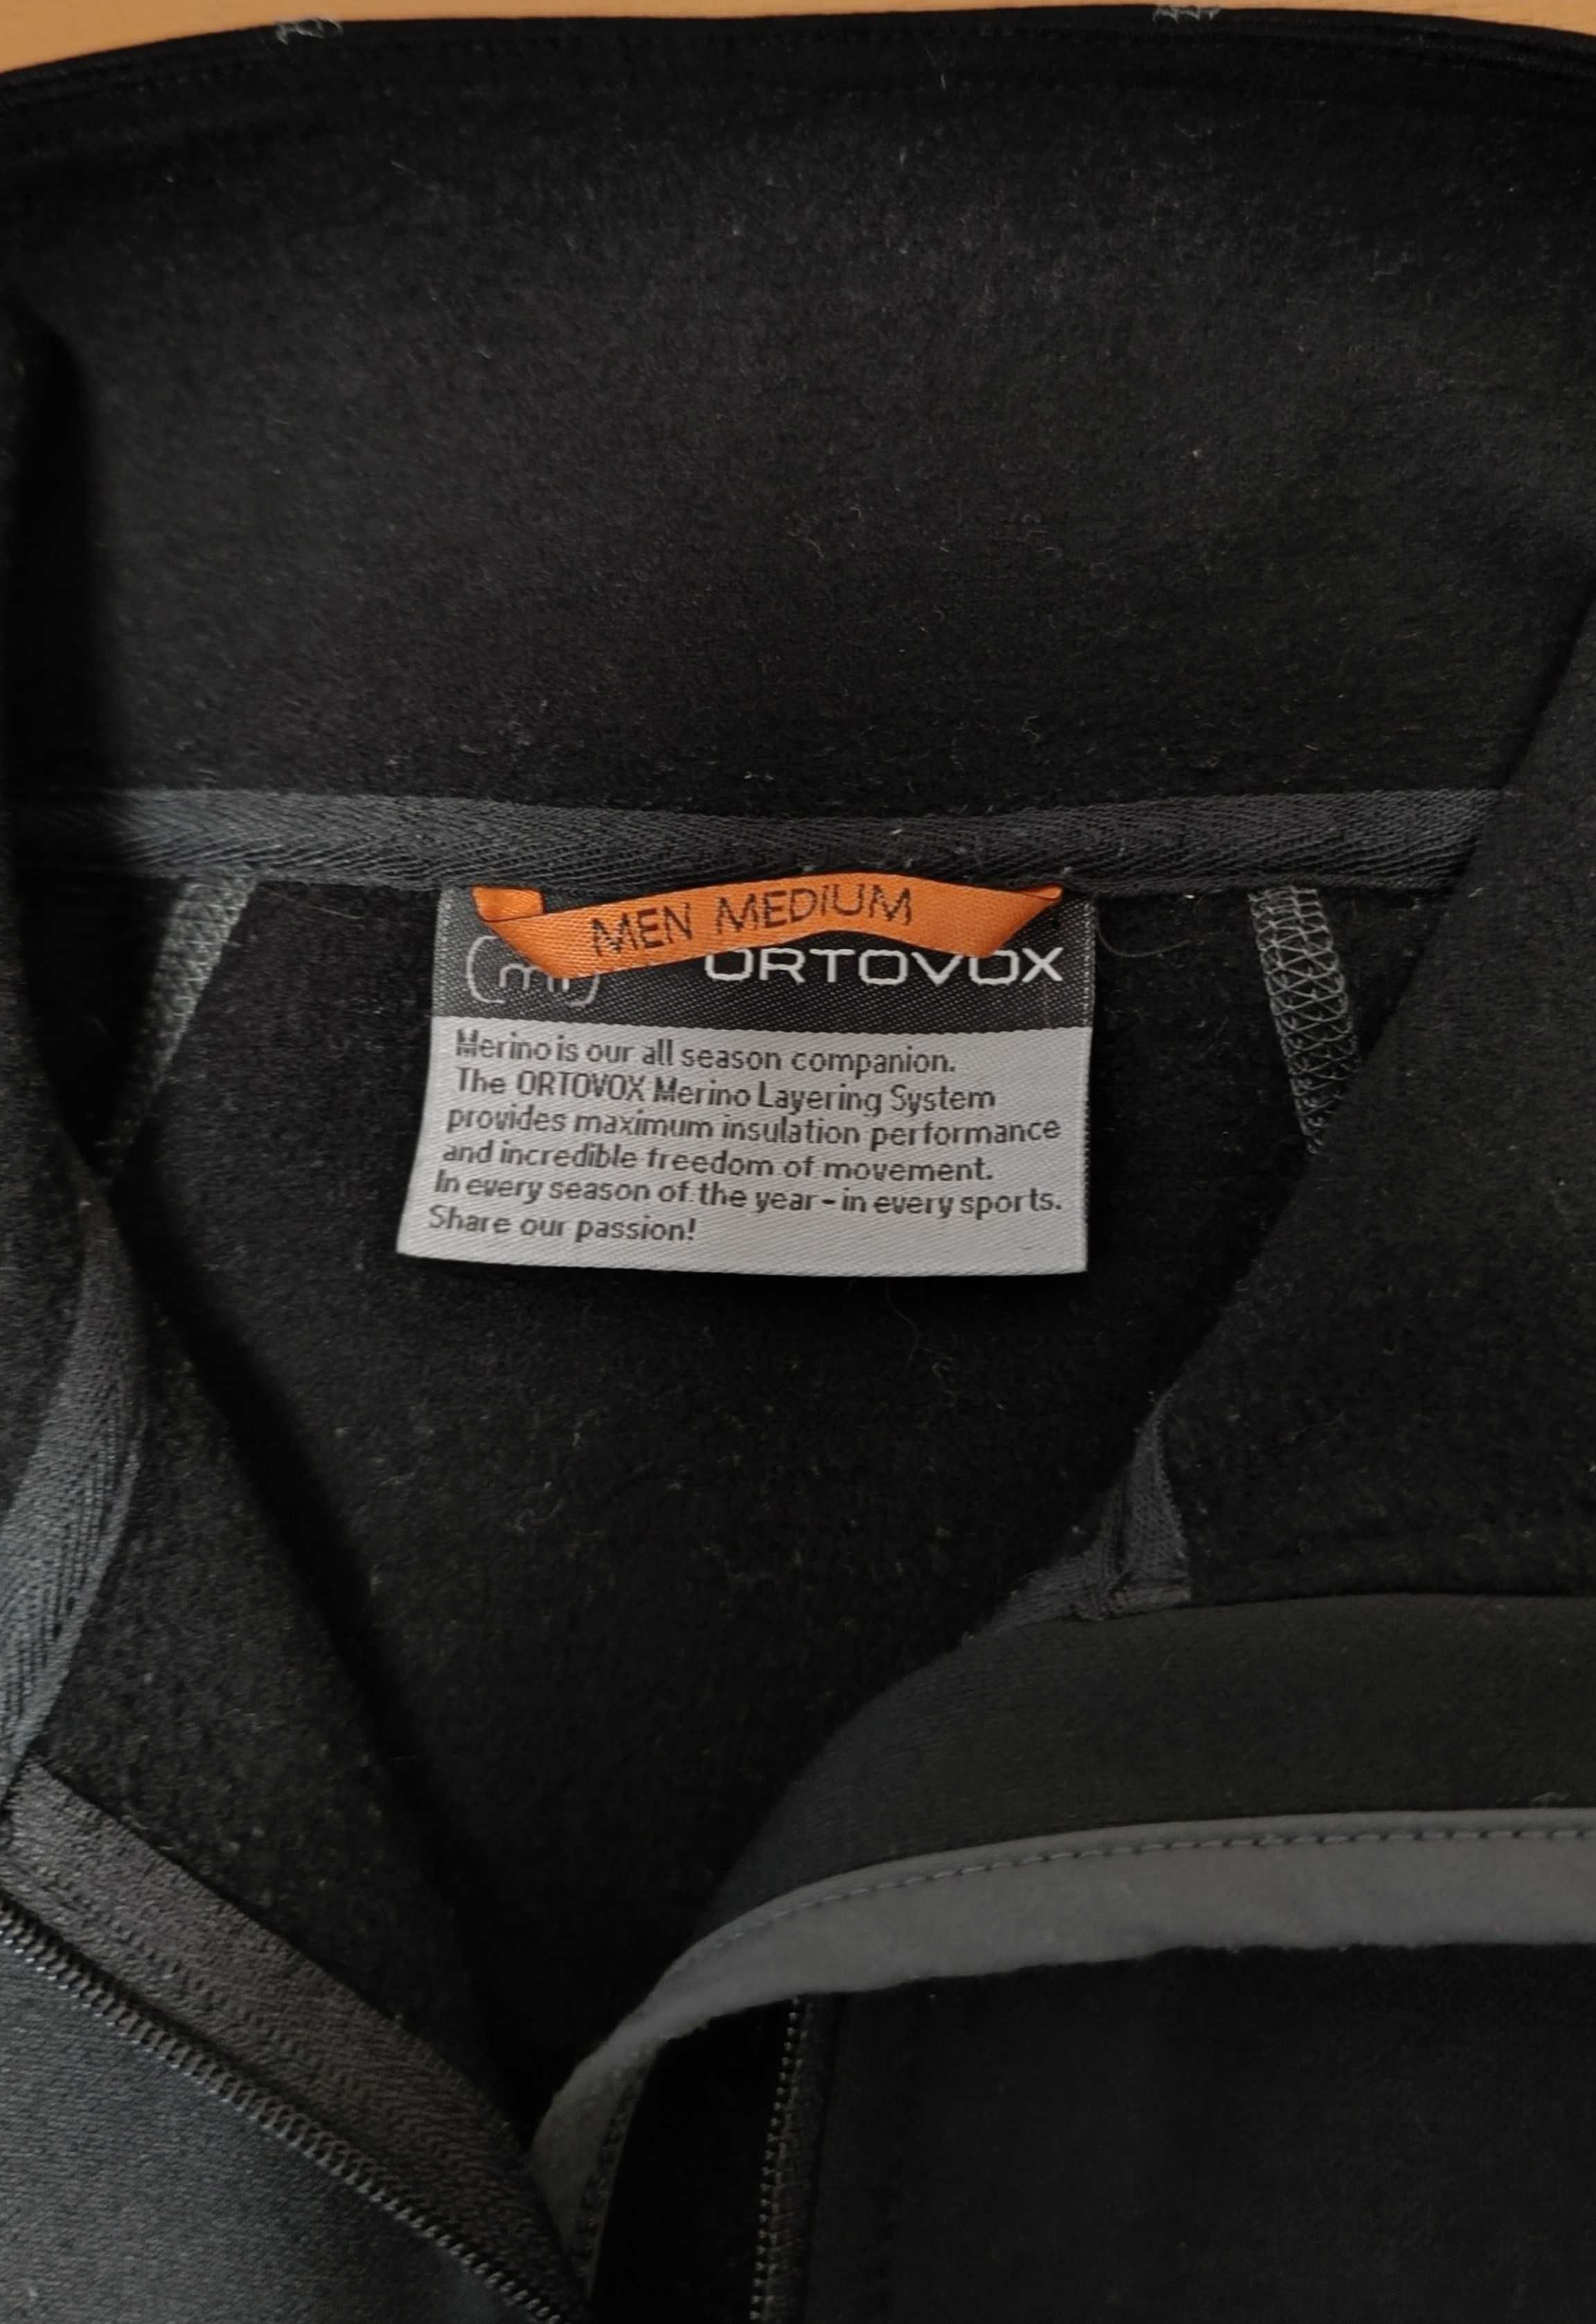 MEN MEDIUM
ORTOVOX
Merino is our all season companion.
The ORTOVOX Merino Layering System
provides maximum insulation performance
and incredible freedom of movement.
In every season of the year - in every sports.
Share our passion!